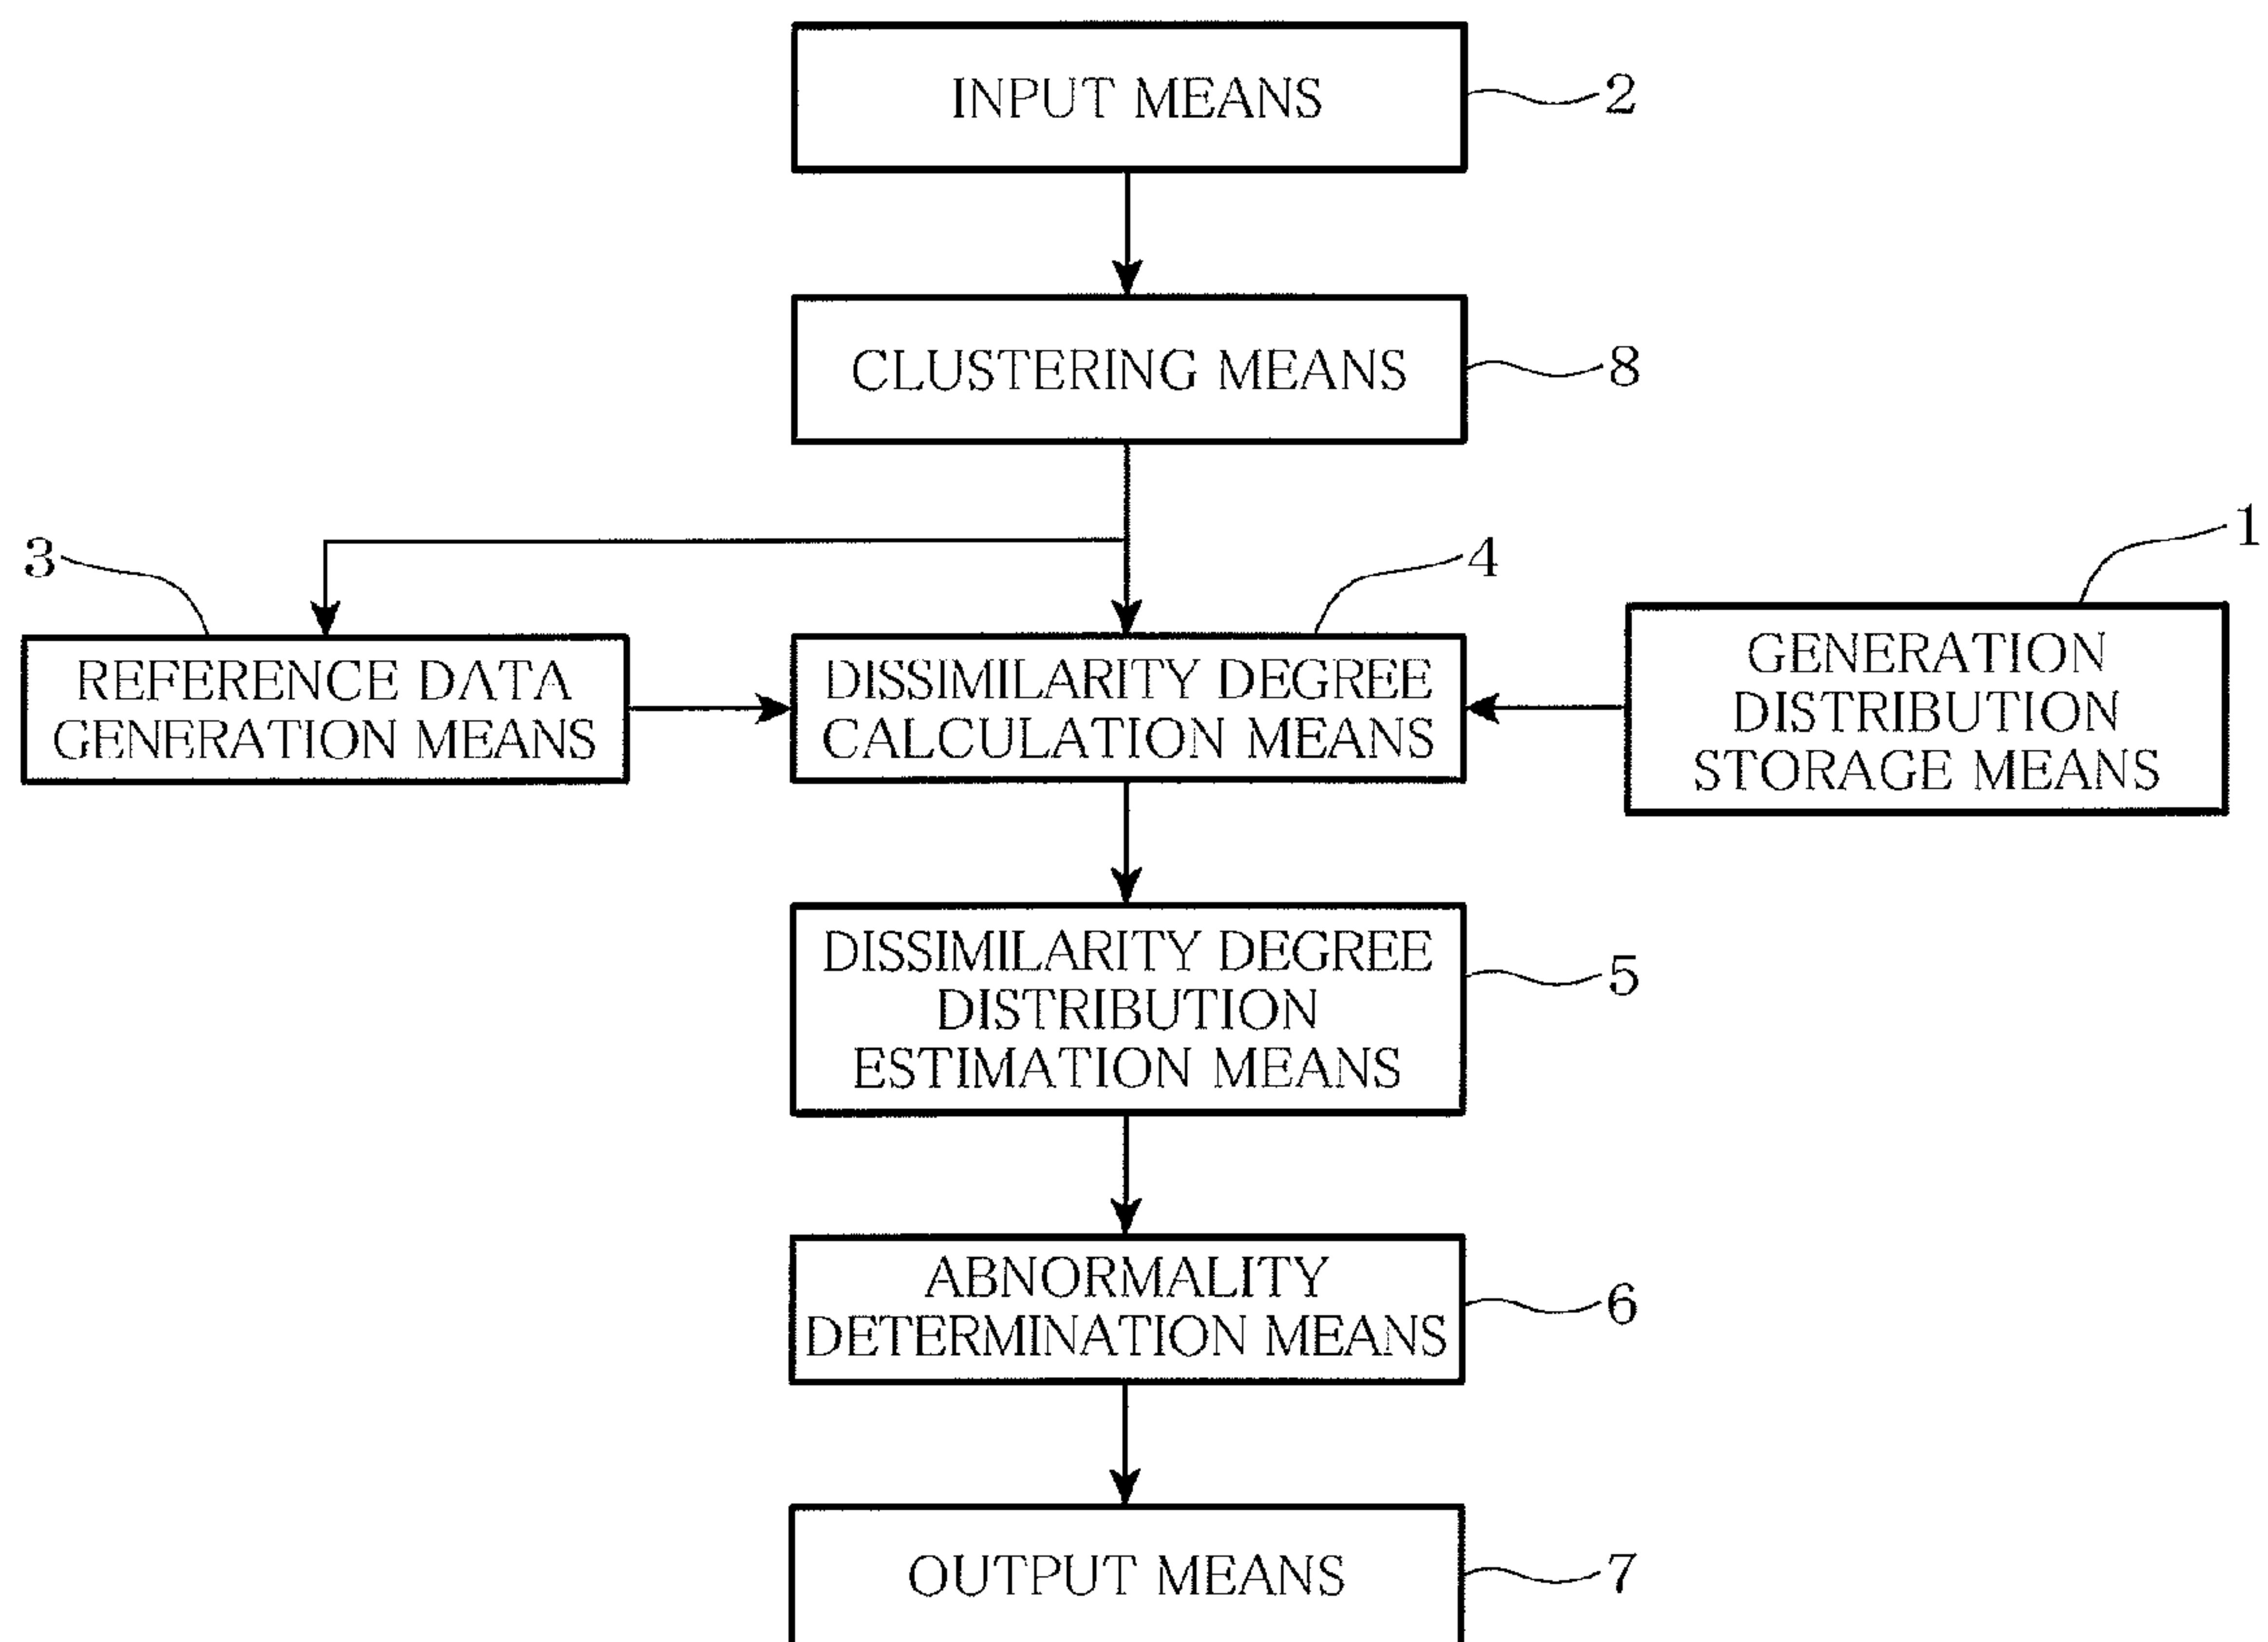 INPUT MEANS
2
CLUSTERING MEANS
8
3
4
1
REFERENCE DATA
GENERATION MEANS
DISSIMILARITY DEGREE
CALCULATION MEANS
GENERATION
DISTRIBUTION
STORAGE MEANS
DISSIMILARITY DEGREE
DISTRIBUTION
ESTIMATION MEANS
5
ABNORMALITY
DETERMINATION MEANS
6
OUTPUT MEANS
7